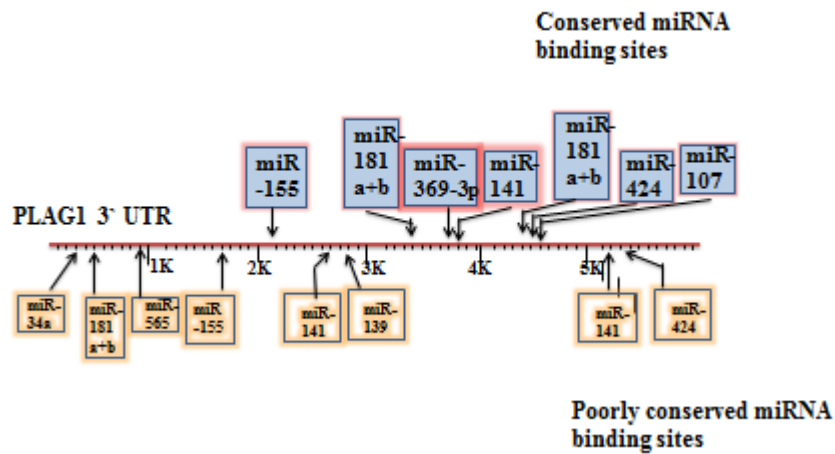 Conserved miRNA
binding sites
miR
-155
miR-
181
a+b
miR-
369-3p
miR-
141
miR-
181
a+b
miR-
424
miR-
107
PLAG1 3` UTR
1K
2K
3K
4K
5K
miR-
34a
miR-
181
a+b
miR-
565
miR
-155
miR-
141
miR-
139
miR-
141
miR-
424
Poorly conserved miRNA
binding sites